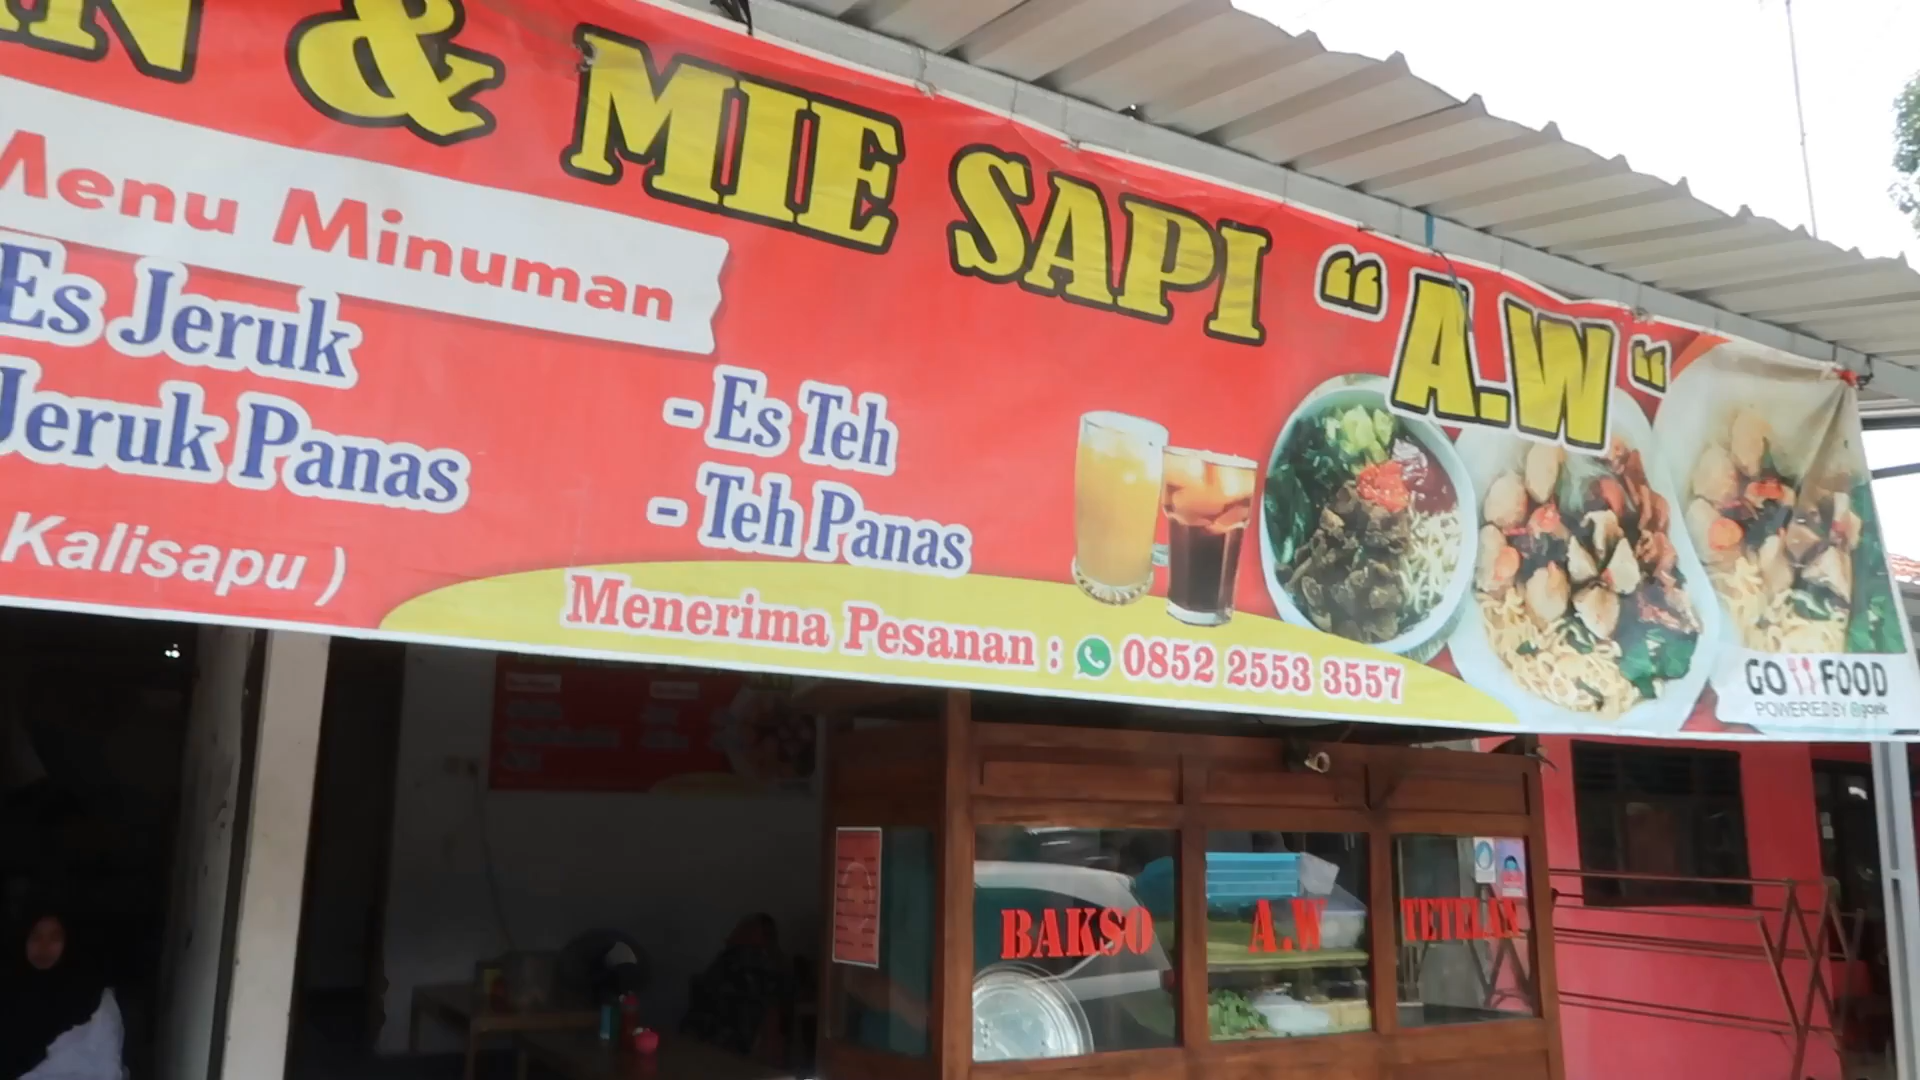 & MIE SAPI “A.W“
Menu Minuman
Es Jeruk
Jeruk Panas
- Es Teh
- Teh Panas
Kalisapu )
Menerima Pesanan : 0852 2553 3557
GO FOOD
POWERED BY @gojek
BAKSO A.W TETELAN